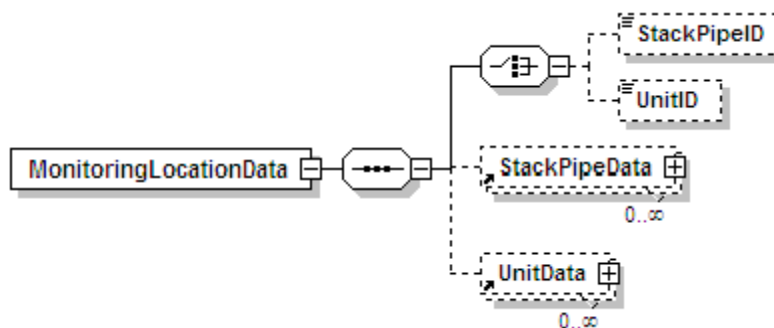 StackPipeID
UnitID
MonitoringLocationData
StackPipeData
0..∞
UnitData
0..∞